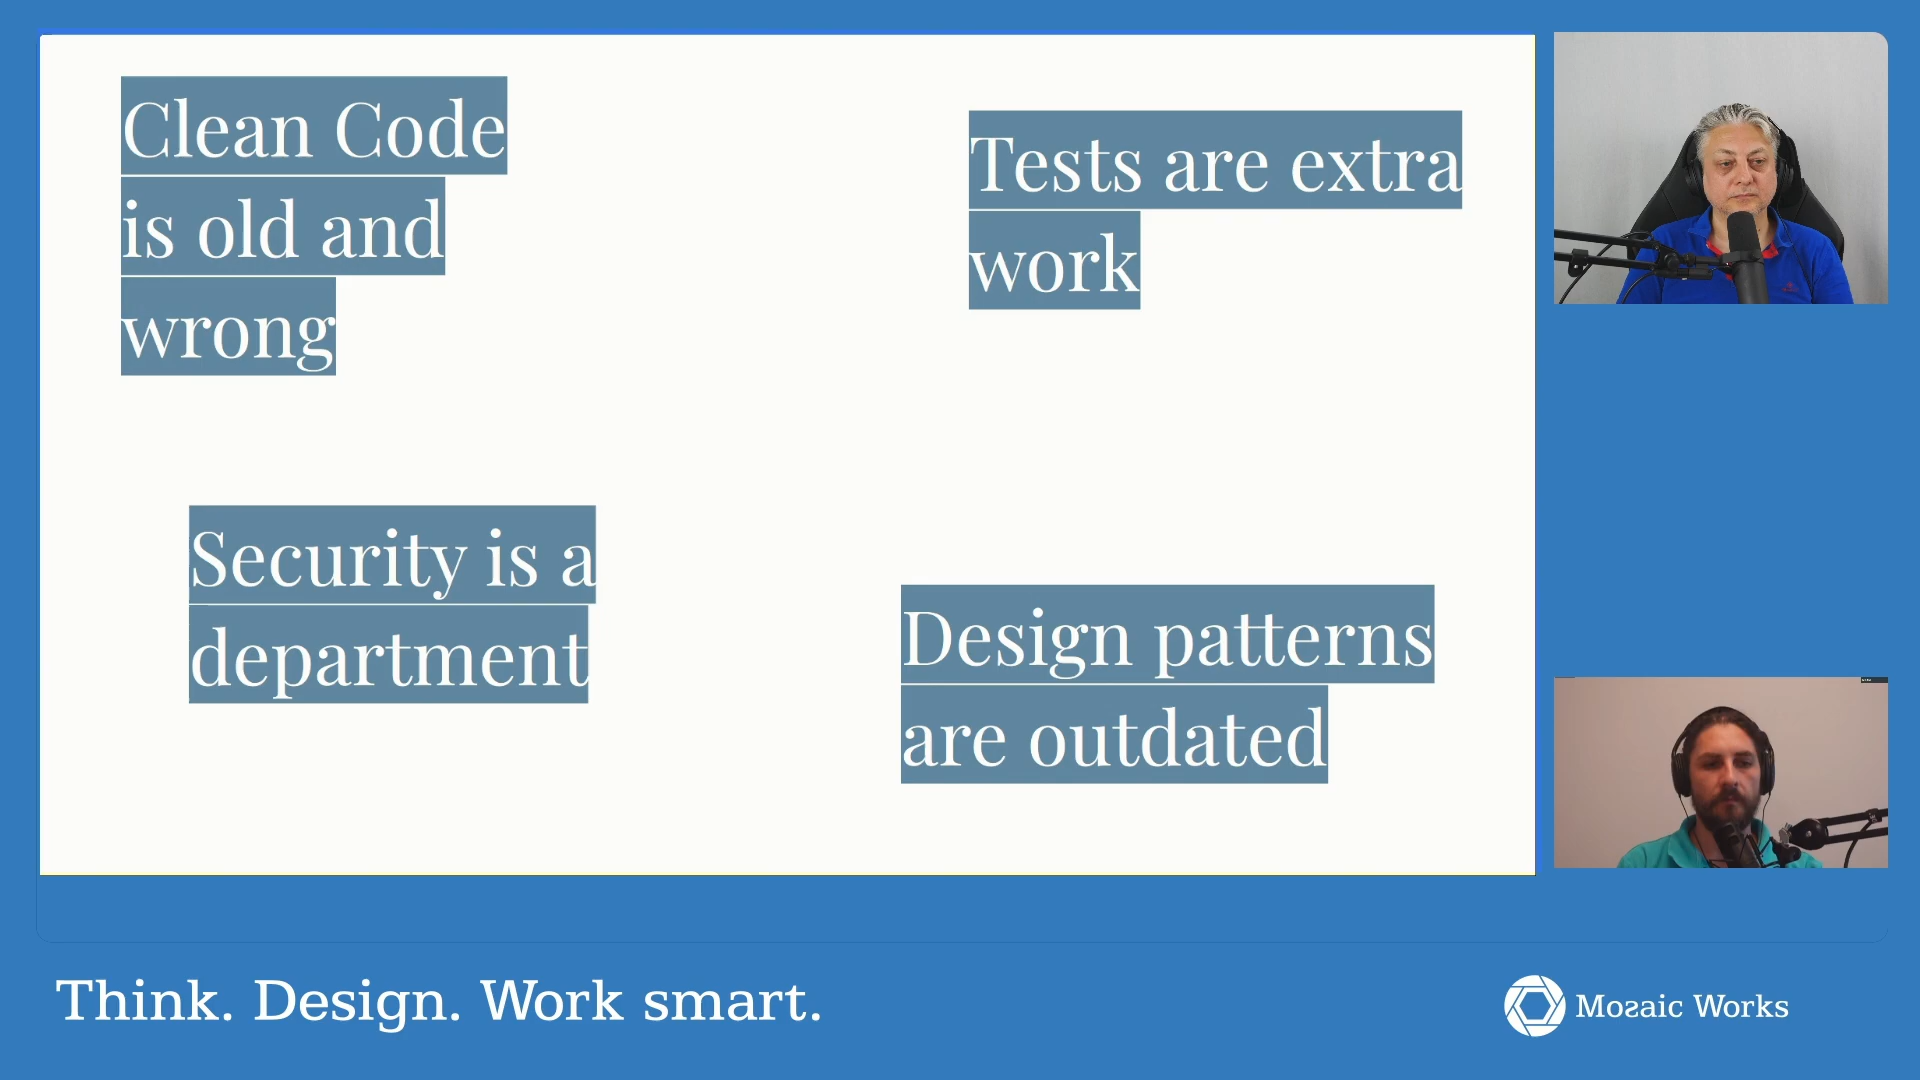 Clean Code
is old and
wrong
Tests are extra
work
Security is a
department
Design patterns
are outdated
Think. Design. Work smart.
Mozaic Works